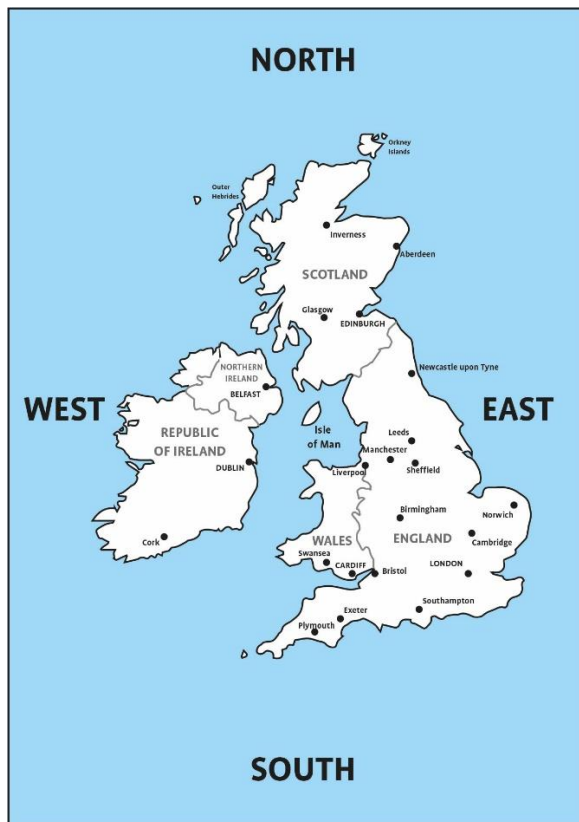 NORTH
Orkney
Islands
Outer
Hebrides
Inverness
Aberdeen
SCOTLAND
Glasgow
EDINBURGH
NORTHERN
IRELAND
BELFAST
Newcastle upon Tyne
WEST
EAST
REPUBLIC
OF IRELAND
Isle
of Man
DUBLIN
Leeds
Manchester
Liverpoo
Sheffield
Birmingham
Norwich
Cork
WALES
ENGLAND
Cambridge
Swansea
CARDIFF
Bristol
LONDON
Southampton
Exeter
Plymouth
SOUTH